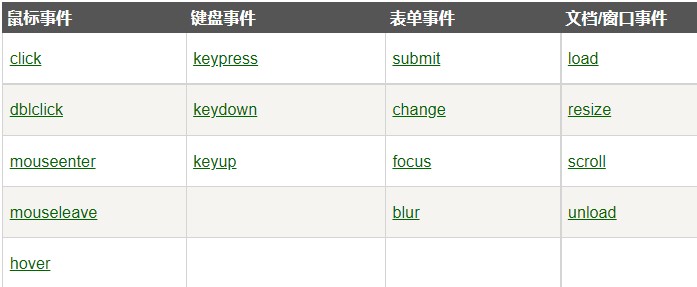 鼠标事件 键盘事件 表单事件 文档/窗口事件
click keypress submit load
dblclick keydown change resize
mouseenter keyup focus scroll
mouseleave blur unload
hover